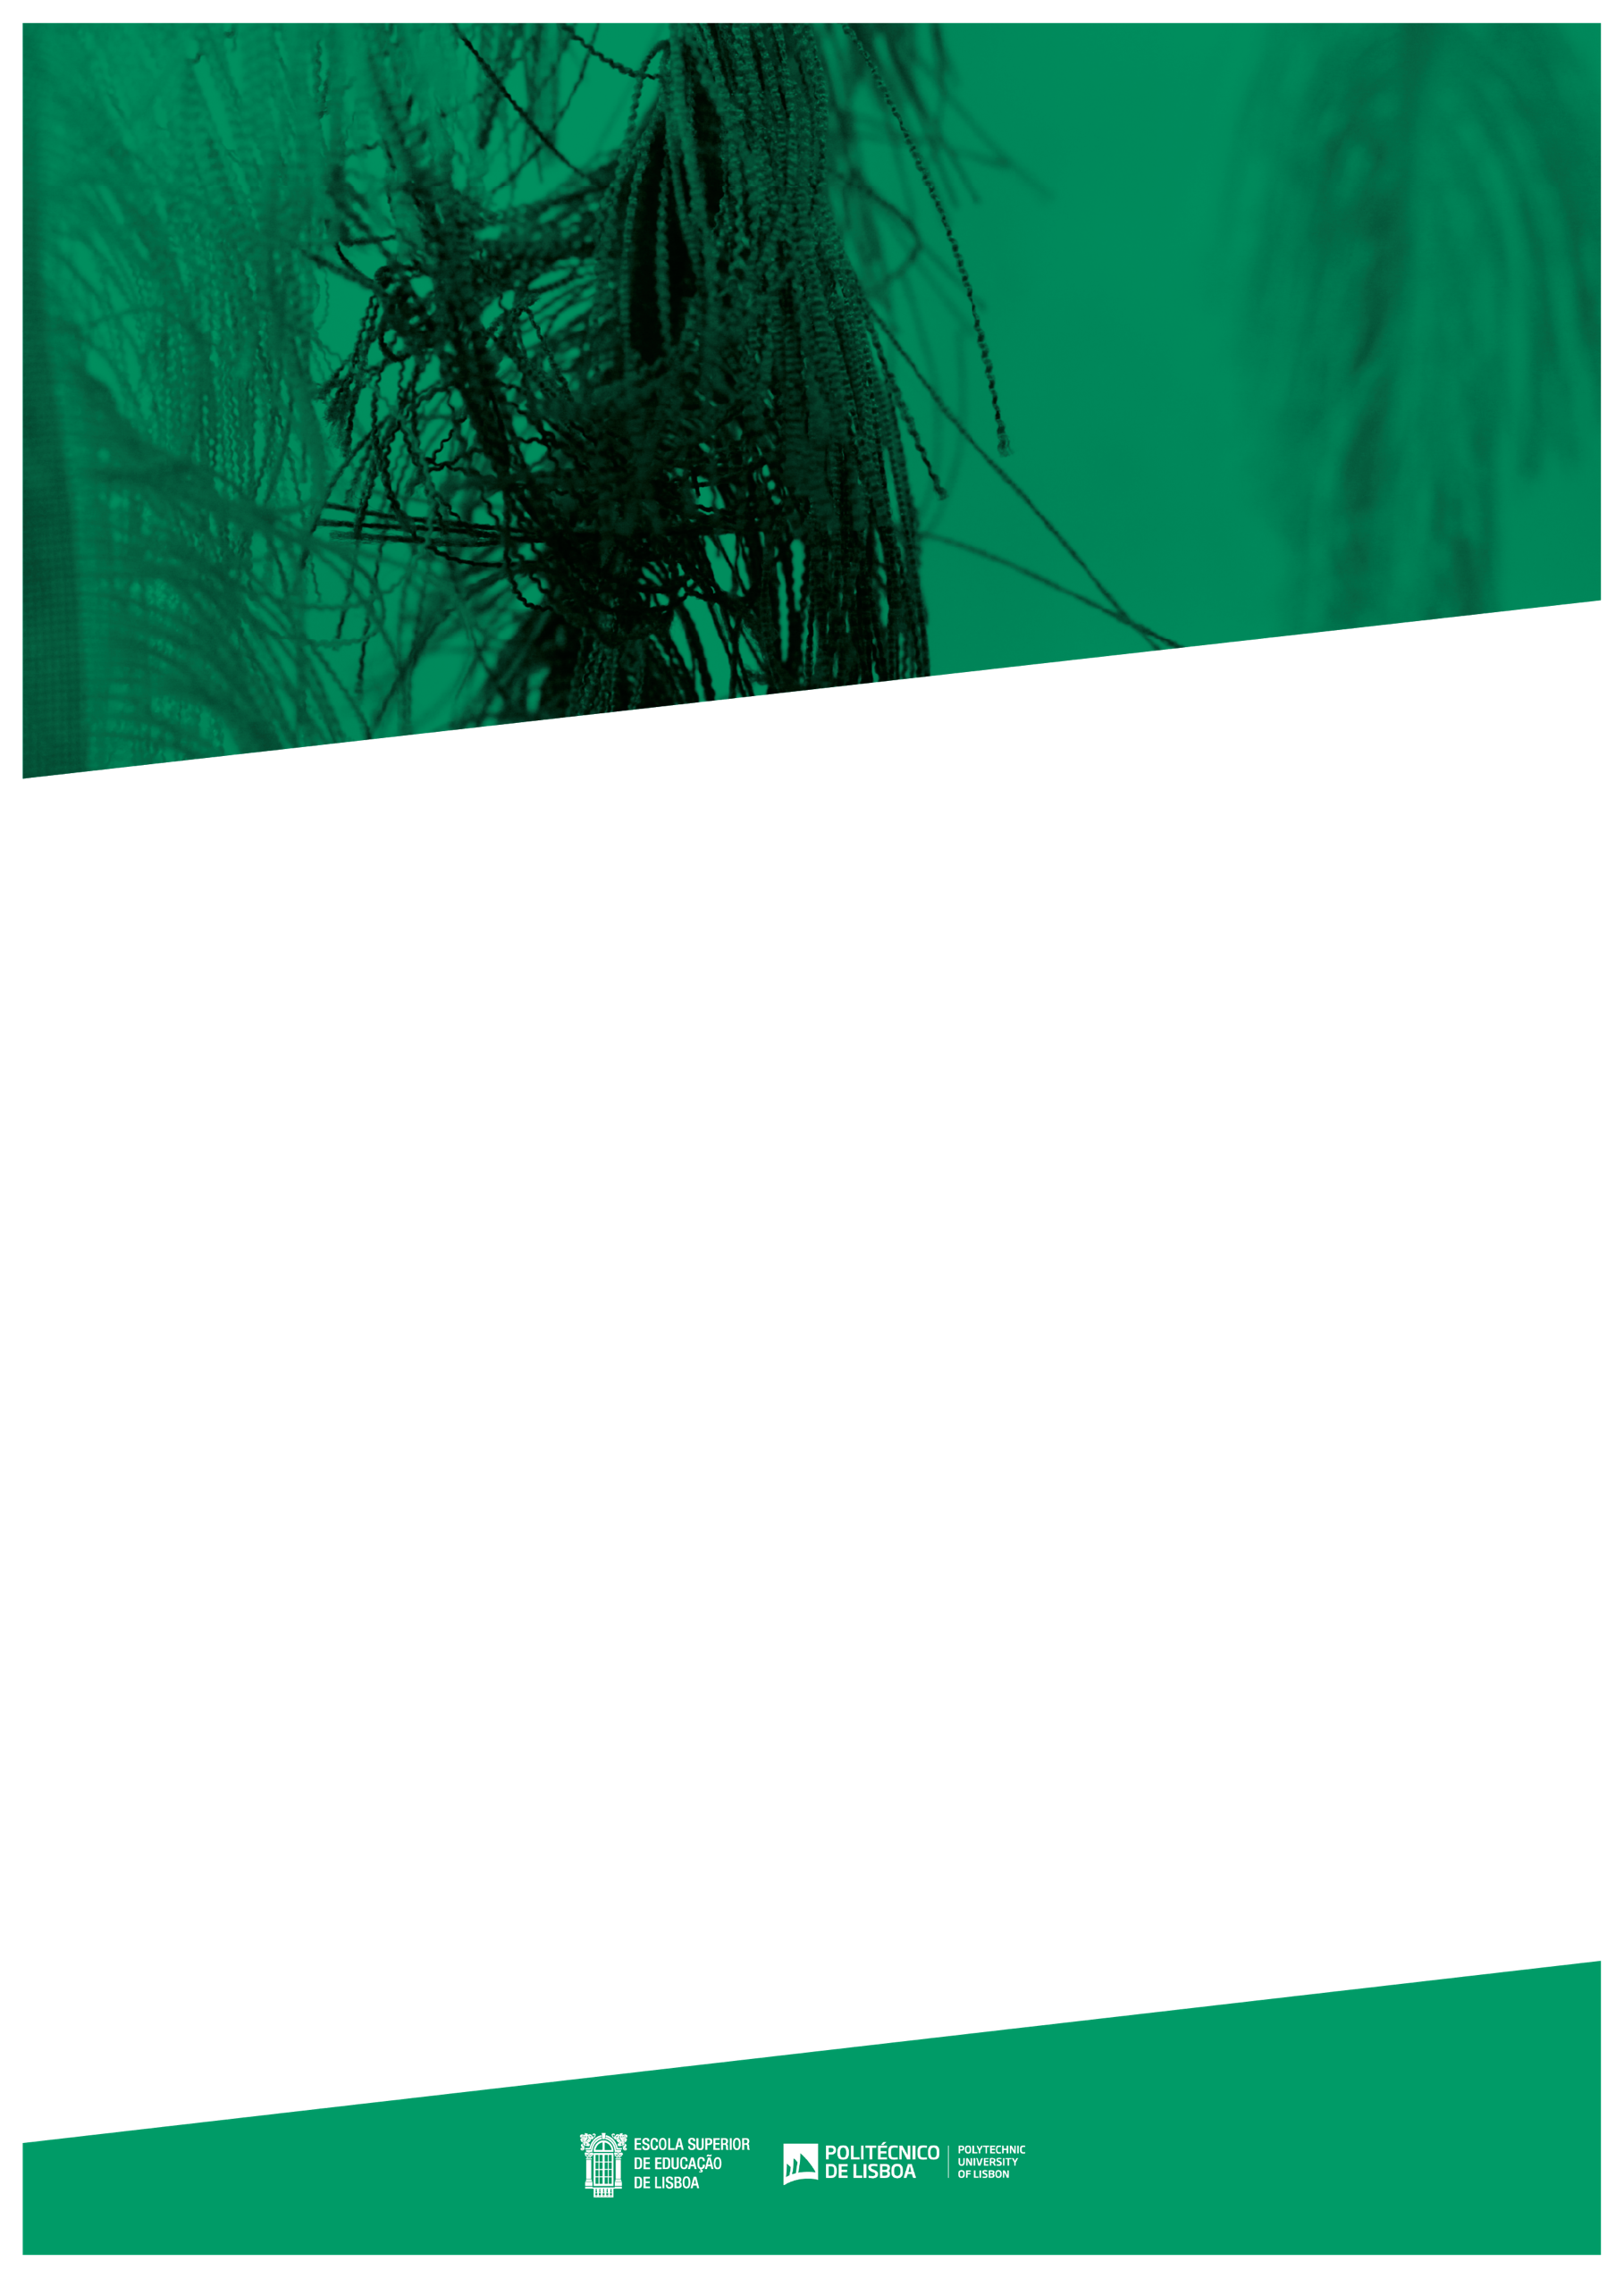 ESCOLA SUPERIOR
DE EDUCAÇÃO
DE LISBOA
POLITÉCNICO
DE LISBOA
POLYTECHNIC
UNIVERSITY
OF LISBON